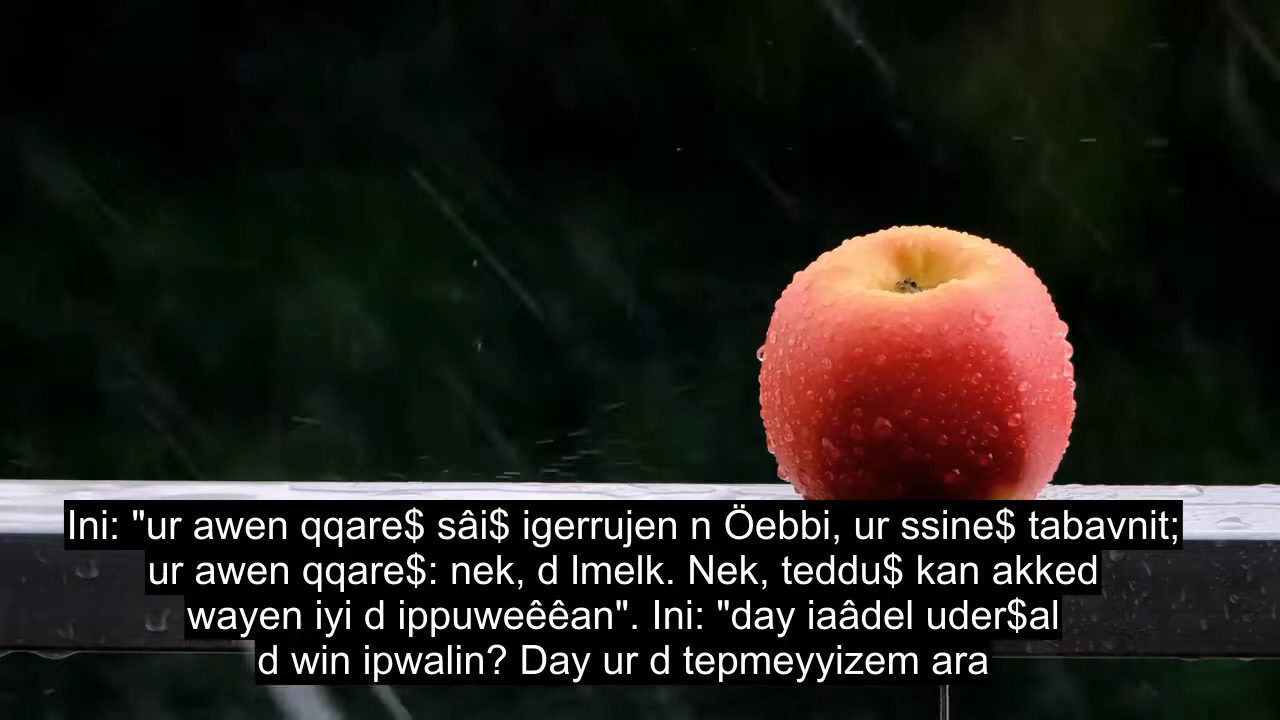 Ini: "ur awen qqare$ sâi$ igerrujen n Öebbi, ur ssine$ tabavnit;
ur awen qqare$: nek, d lmelk. Nek, teddu$ kan akked
wayen iyi d ippuweêêan". Ini: "day iaâdel uder$al
d win ipwalin? Day ur d tepmeyyizem ara